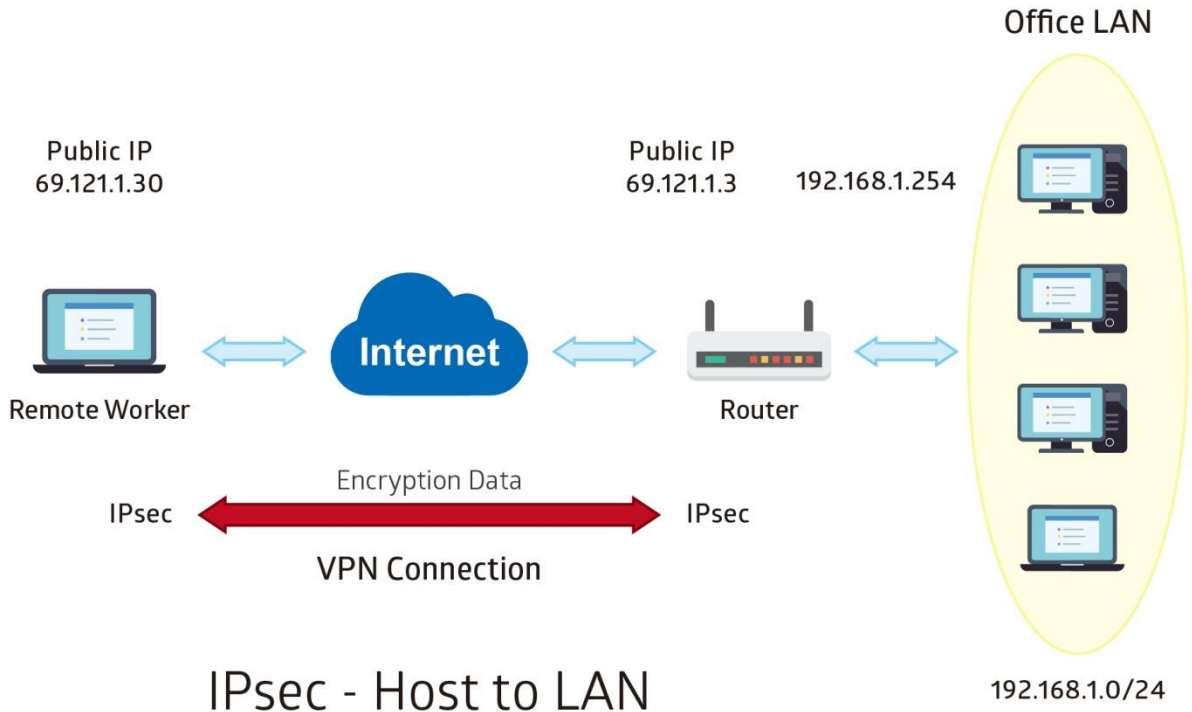 Office LAN
Public IP
69.121.1.30
Public IP
69.121.1.3
192.168.1.254
Internet
Remote Worker
Router
Encryption Data
IPsec
IPsec
VPN Connection
IPsec - Host to LAN
192.168.1.0/24